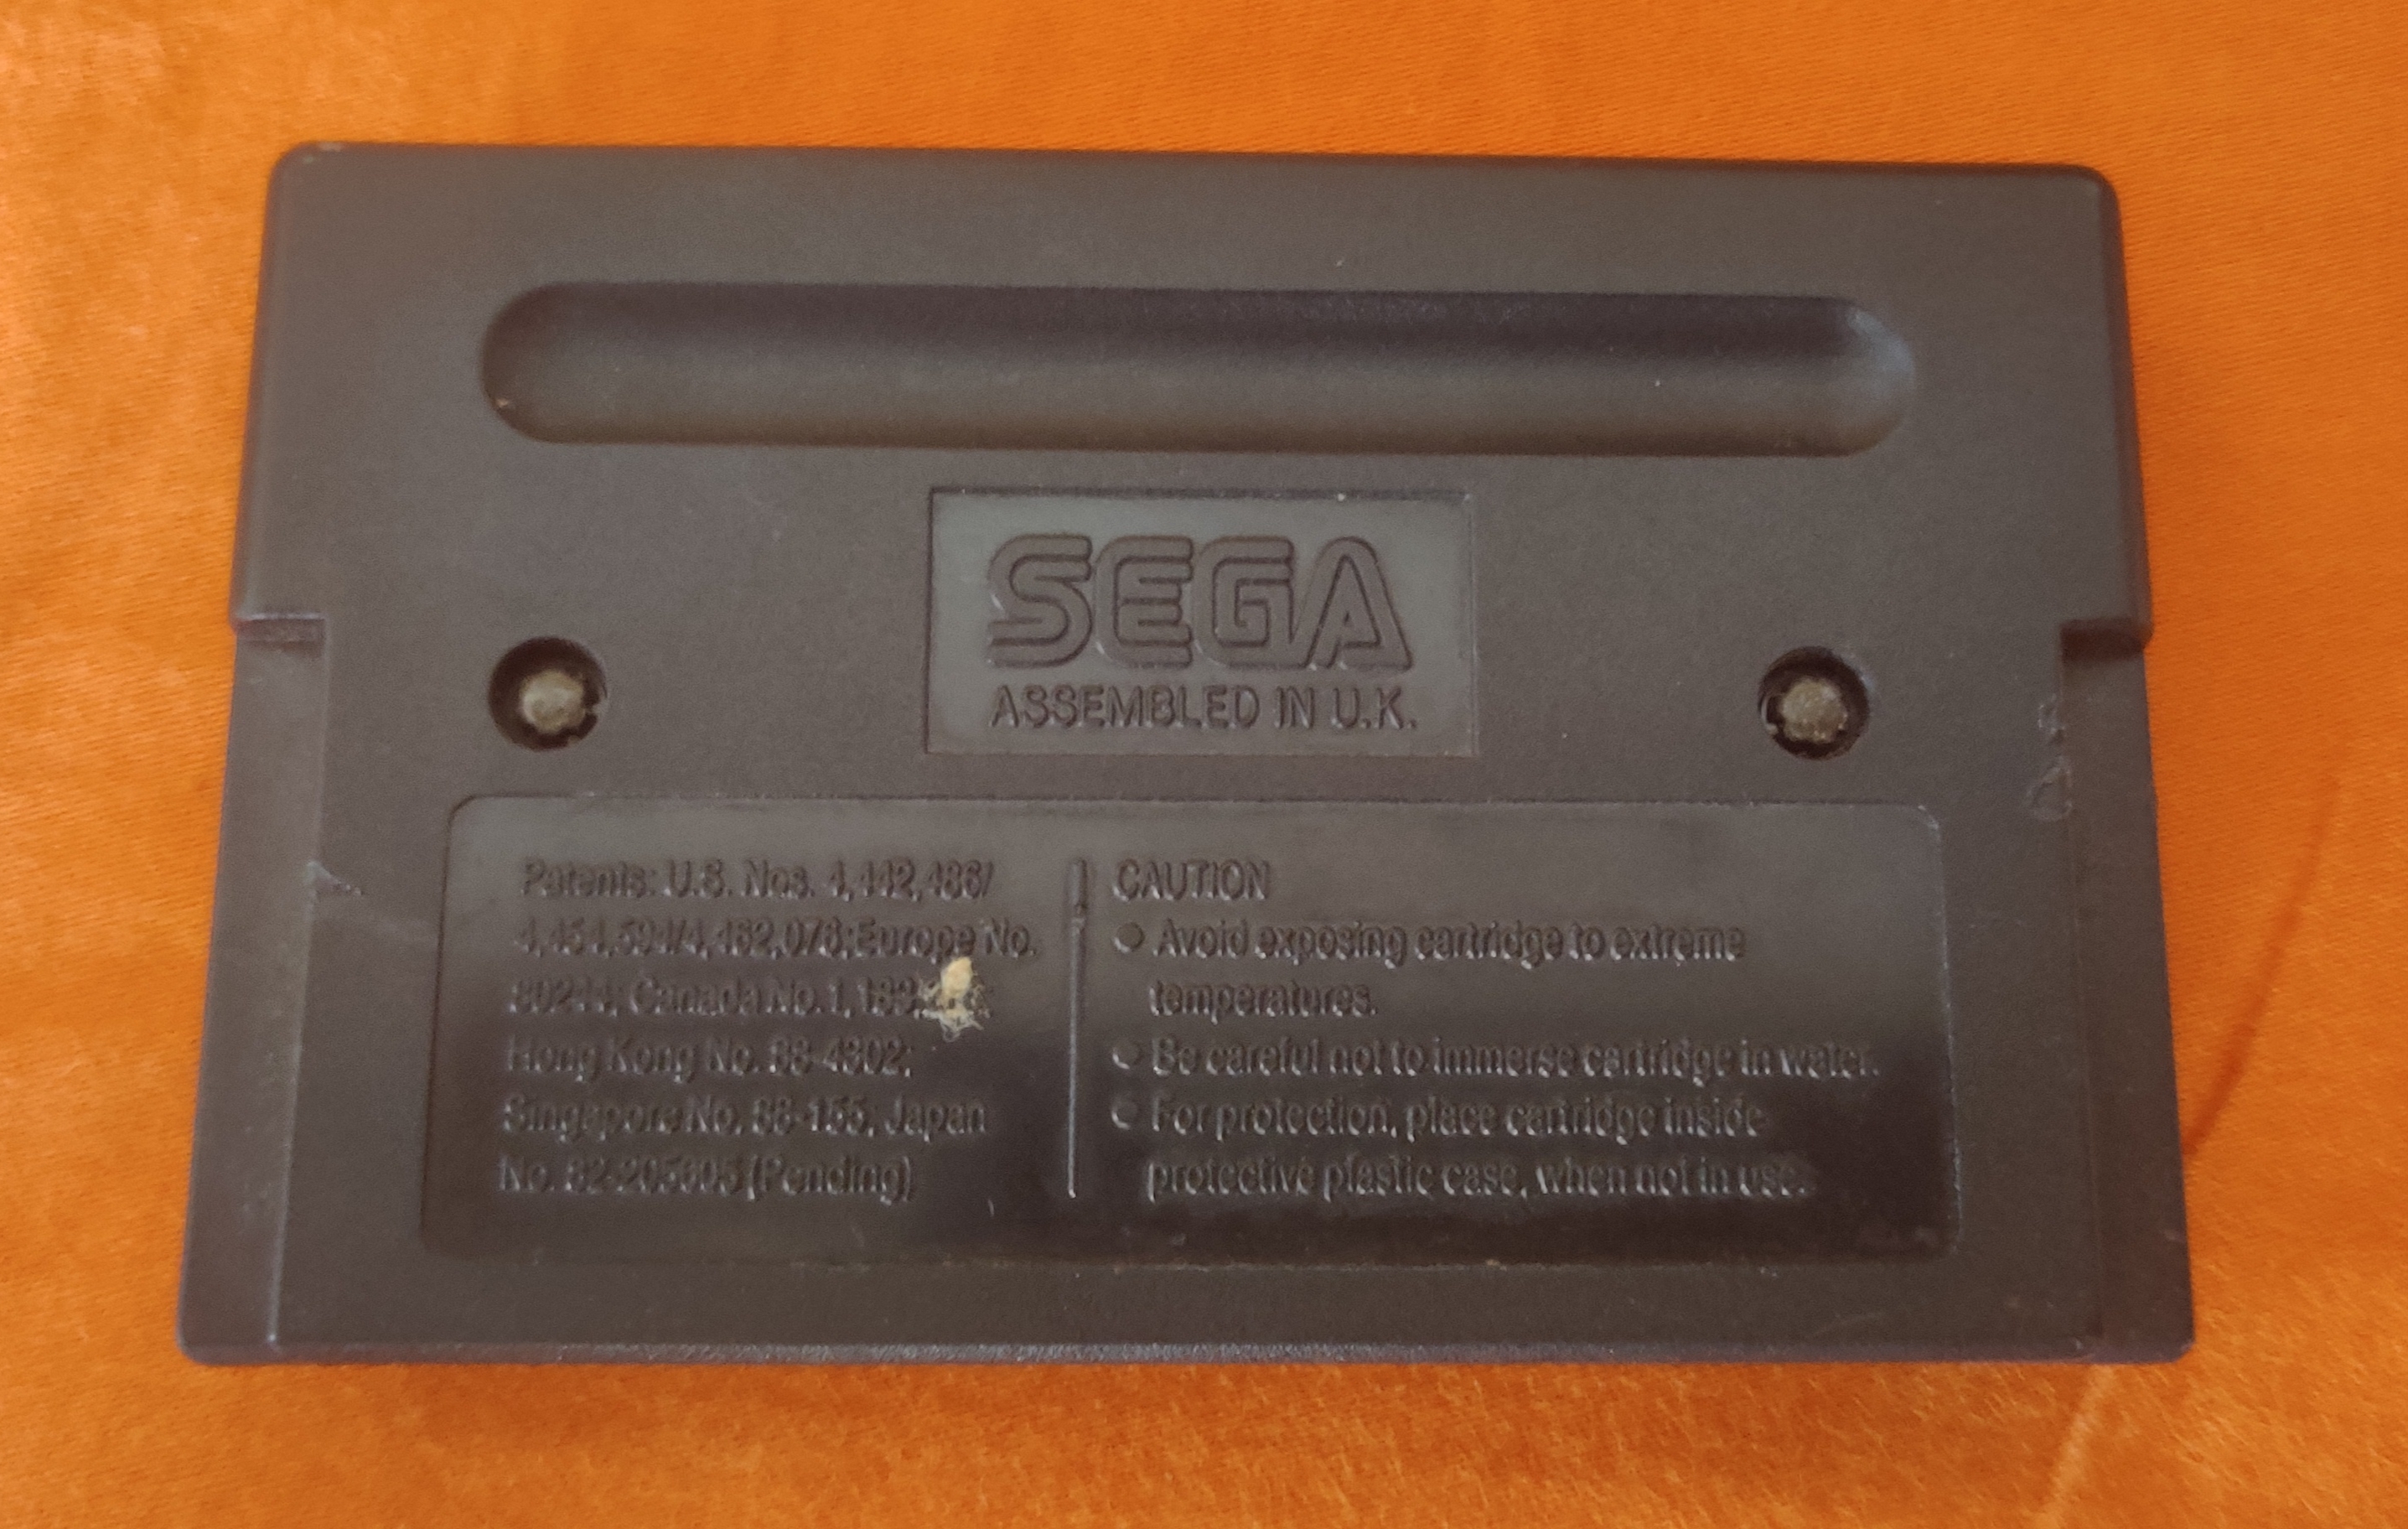 SEGA
ASSEMBLED IN U.K.
Patents: U.S. Nos. 4,442,486/
4,454,594/4,462,076;Europe No.
80244; Canada No.
Hong Kong No. 88-4302;
Singapore No. 88-155; Japan
No. 82-205605 (Pending)
CAUTION
● Avoid exposing cartridge to extreme
temperatures.
● Be careful not to immerse cartridge in water.
● For protection, place cartridge inside
protective plastic case, when not in use.